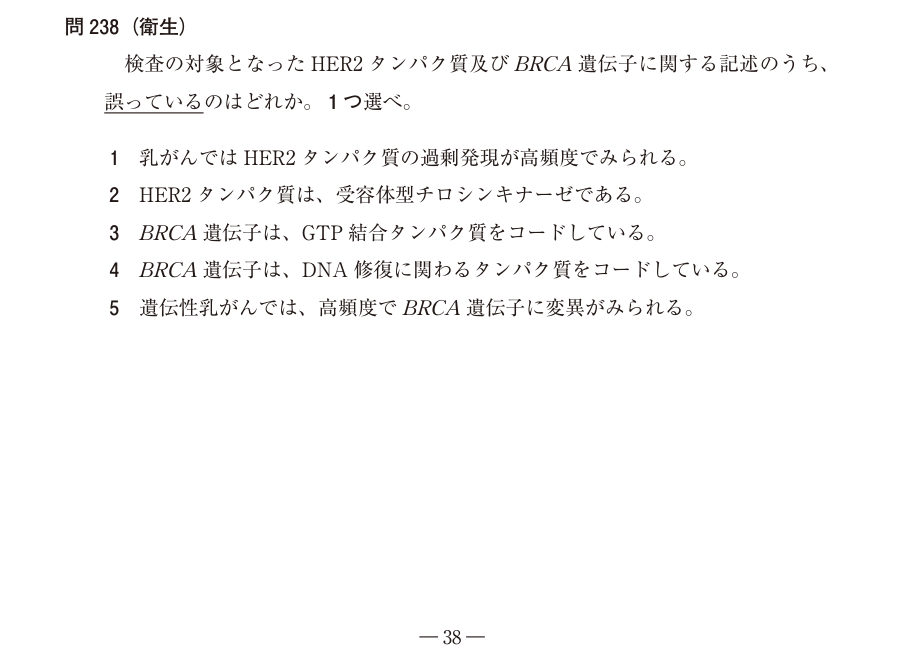 問 238（衛生）
検査の対象となった HER2 タンパク質及び BRCA 遺伝子に関する記述のうち、
誤っているのはどれか。１つ選べ。
1 乳がんでは HER2 タンパク質の過剰発現が高頻度でみられる。
2 HER2 タンパク質は、受容体型チロシンキナーゼである。
3 BRCA 遺伝子は、GTP 結合タンパク質をコードしている。
4 BRCA 遺伝子は、DNA 修復に関わるタンパク質をコードしている。
5 遺伝性乳がんでは、高頻度で BRCA 遺伝子に変異がみられる。
― 38 ―